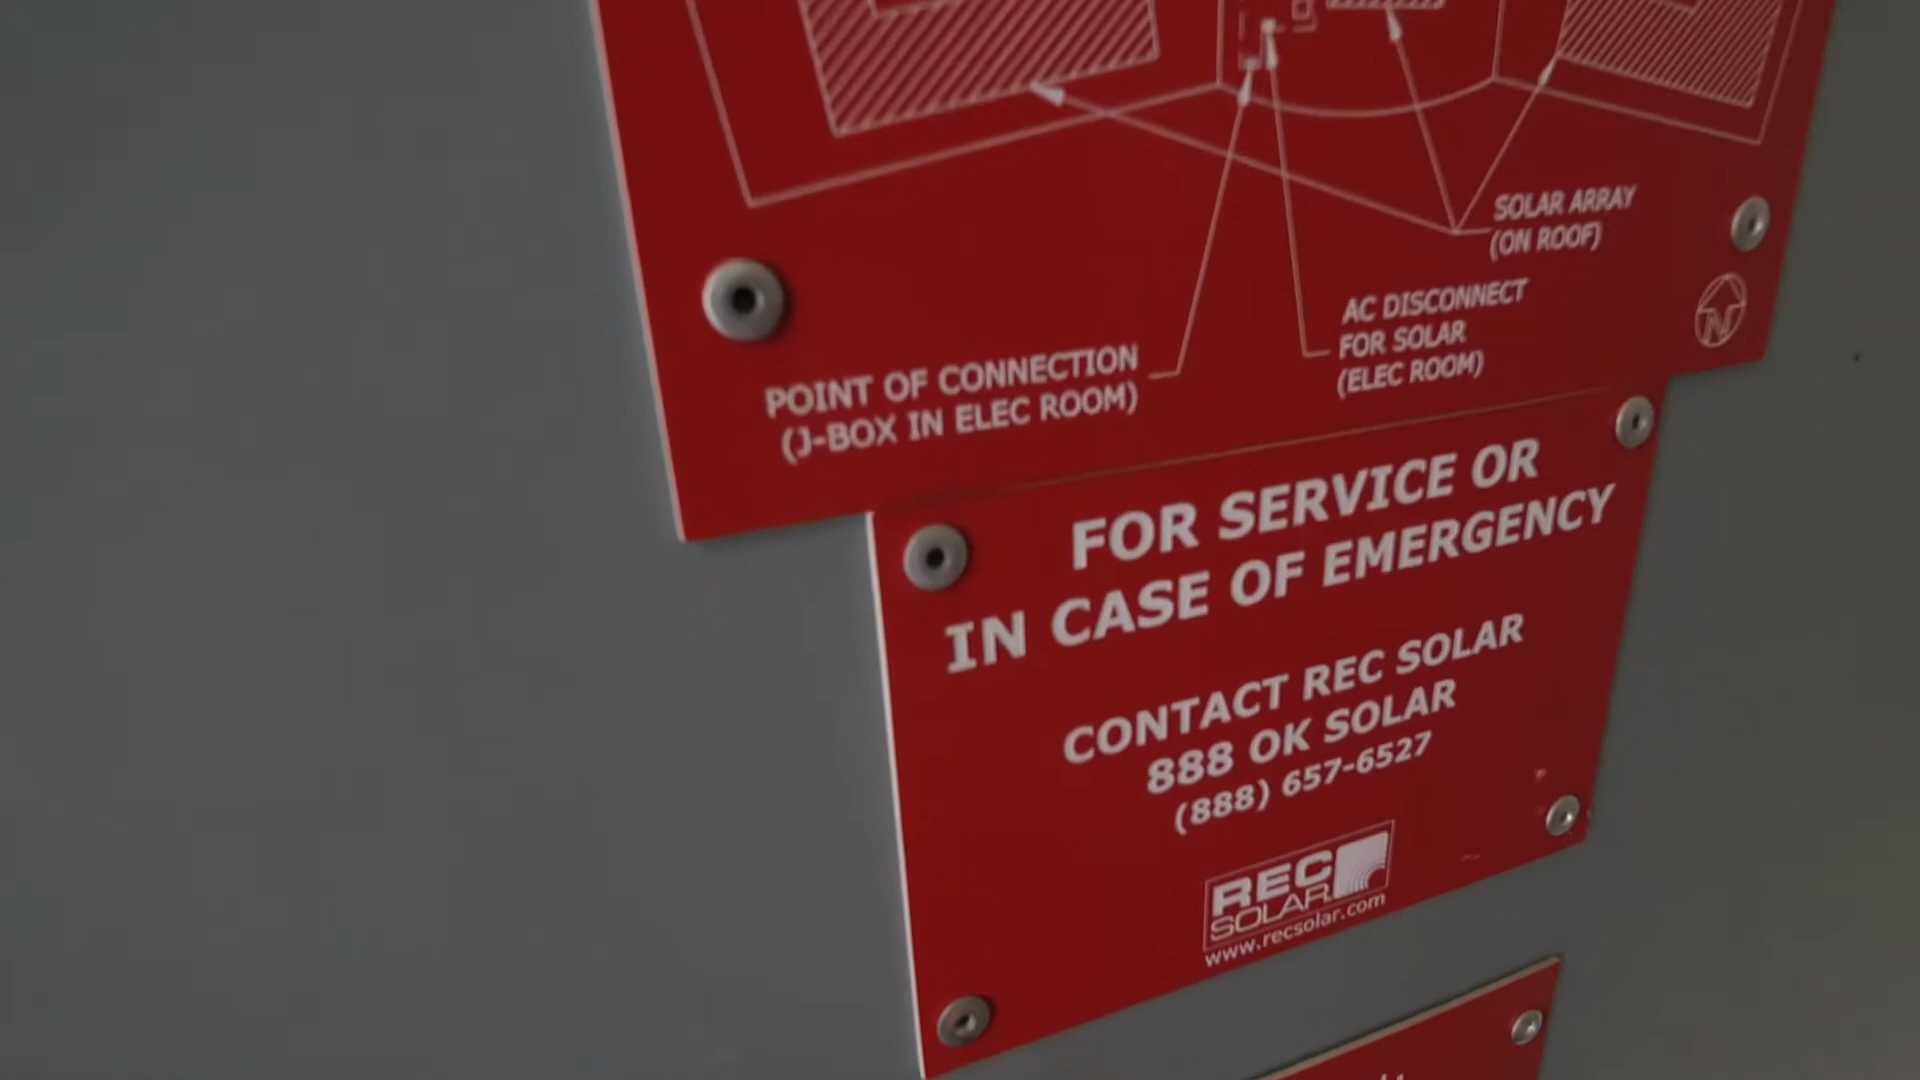 SOLAR ARRAY
(ON ROOF)
AC DISCONNECT
FOR SOLAR
(ELEC ROOM)
N
POINT OF CONNECTION
(J-BOX IN ELEC ROOM)
FOR SERVICE OR
IN CASE OF EMERGENCY
CONTACT REC SOLAR
888 OK SOLAR
(888) 657-6527
REC
SOLAR
www.recsolar.com